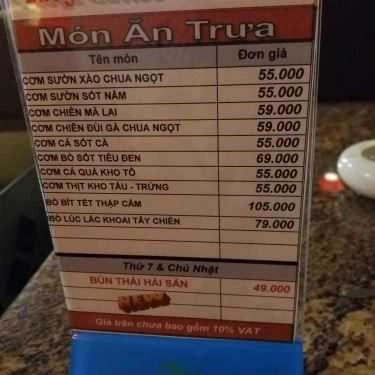 Món Ăn Trưa
Tên món Đơn giá
CƠM SƯỜN XÀO CHUA NGỌT 55.000
CƠM SƯỜN SỐT NẤM 55.000
CƠM CHIÊN MÃ LAI 59.000
CƠM CHIÊN ĐÙI GÀ CHUA NGỌT 59.000
CƠM CÁ SỐT CÀ 55.000
CƠM BÒ SỐT TIÊU ĐEN 69.000
CƠM CÁ QUẢ KHO TỘ 55.000
CƠM THỊT KHO TÀU - TRỨNG 55.000
BÒ BÍT TẾT THẬP CẨM 105.000
BÒ LÚC LẮC KHOAI TÂY CHIÊN 79.000
Thứ 7 & Chủ Nhật
BÚN THÁI HẢI SẢN 49.000
NEW
Giá trên chưa bao gồm 10% VAT